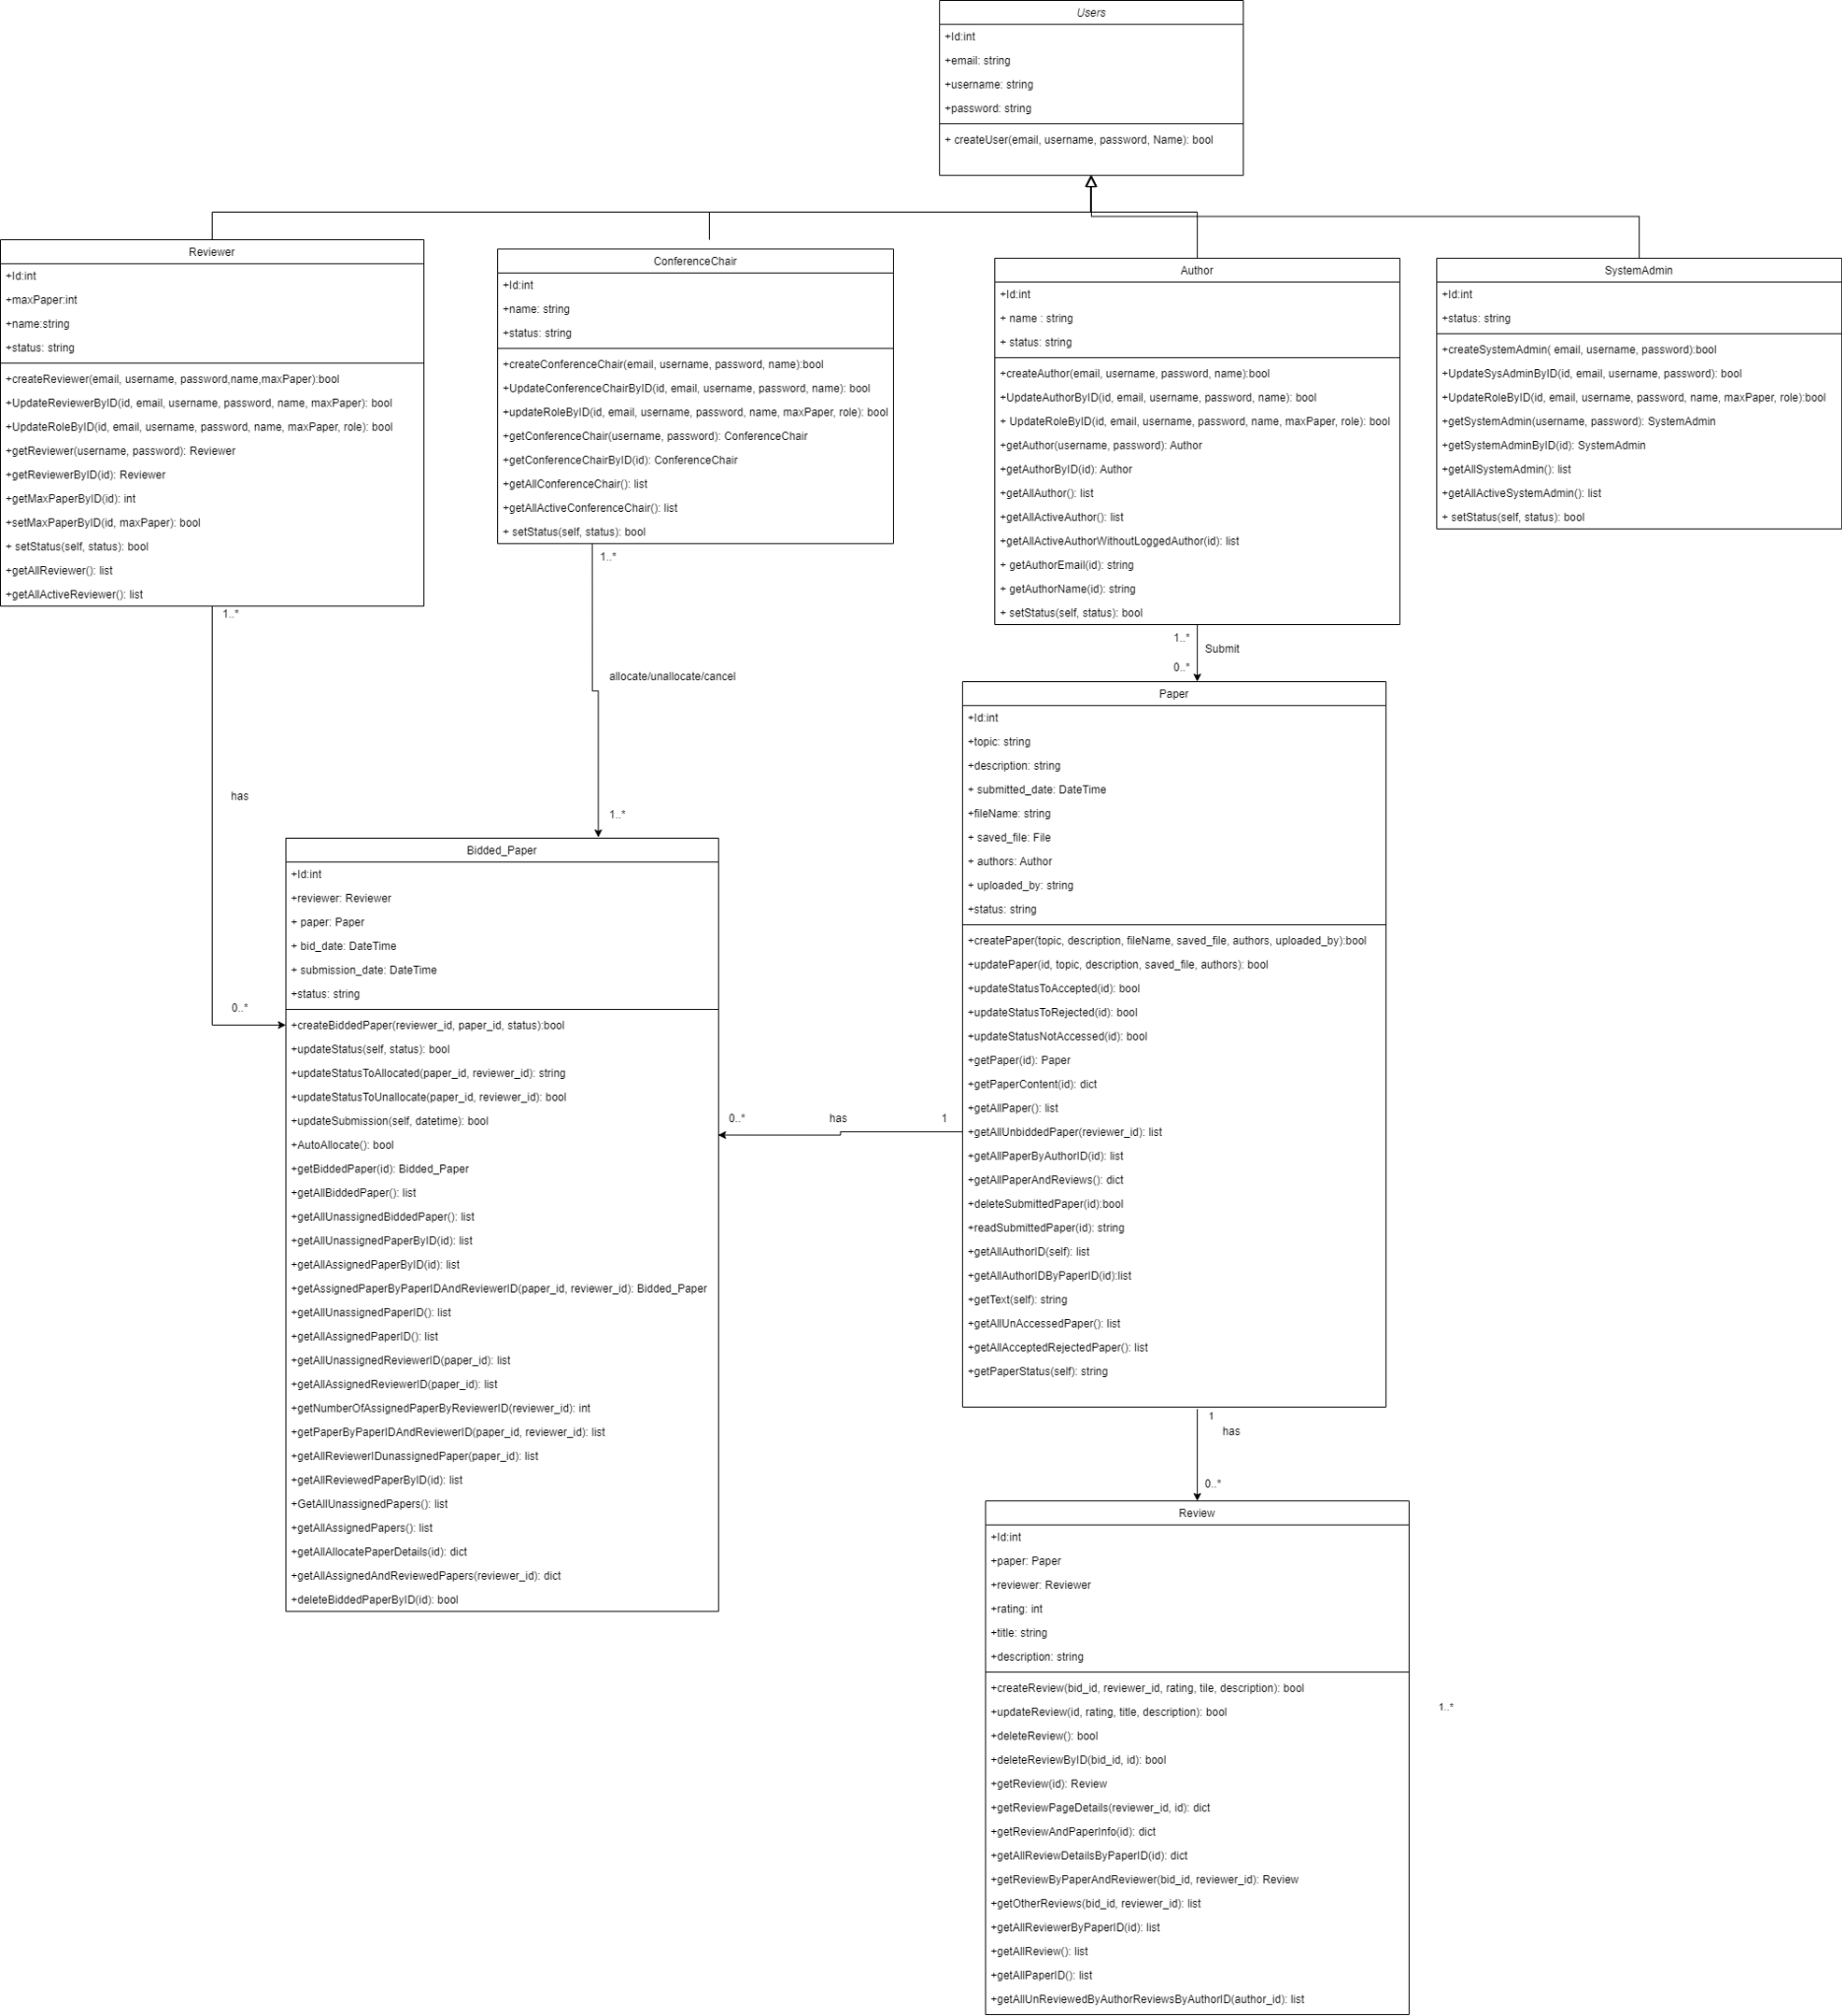 Users
+Id:int
+email: string
+username: string
+password: string
+ createUser(email, username, password, Name): bool
Reviewer
+Id:int
+maxPaper:int
+name:string
+status: string
+createReviewer(email, username, password,name,maxPaper):bool
+UpdateReviewerByID(id, email, username, password, name, maxPaper): bool
+UpdateRoleByID(id, email, username, password, name, maxPaper, role): bool
+getReviewer(username, password): Reviewer
+getReviewerByID(id): Reviewer
+getMaxPaperByID(id): int
+setMaxPaperByID(id, maxPaper): bool
+ setStatus(self, status): bool
+getAllReviewer(): list
+getAllActiveReviewer(): list
ConferenceChair
+Id:int
+name: string
+status: string
+createConferenceChair(email, username, password, name):bool
+UpdateConferenceChairByID(id, email, username, password, name): bool
+updateRoleByID(id, email, username, password, name, maxPaper, role): bool
+getConferenceChair(username, password): ConferenceChair
+getConferenceChairByID(id): ConferenceChair
+getAllConferenceChair(): list
+getAllActiveConferenceChair(): list
+ setStatus(self, status): bool
Author
+Id:int
+ name : string
+ status: string
+createAuthor(email, username, password, name):bool
+UpdateAuthorByID(id, email, username, password, name): bool
+ UpdateRoleByID(id, email, username, password, name, maxPaper, role): bool
+getAuthor(username, password): Author
+getAuthorByID(id): Author
+getAllAuthor(): list
+getAllActiveAuthor(): list
+getAllActiveAuthorWithoutLoggedAuthor(id): list
+ getAuthorEmail(id): string
+ getAuthorName(id): string
+ setStatus(self, status): bool
SystemAdmin
+Id:int
+status: string
+createSystemAdmin( email, username, password):bool
+UpdateSysAdminByID(id, email, username, password): bool
+UpdateRoleByID(id, email, username, password, name, maxPaper, role):bool
+getSystemAdmin(username, password): SystemAdmin
+getSystemAdminByID(id): SystemAdmin
+getAllSystemAdmin(): list
+getAllActiveSystemAdmin(): list
+ setStatus(self, status): bool
1..*
has
0..*
1..*
allocate/unallocate/cancel
1..*
1..*
Submit
0..*
Paper
+Id:int
+topic: string
+description: string
+ submitted_date: DateTime
+fileName: string
+ saved_file: File
+ authors: Author
+ uploaded_by: string
+status: string
+createPaper(topic, description, fileName, saved_file, authors, uploaded_by):bool
+updatePaper(id, topic, description, saved_file, authors): bool
+updateStatusToAccepted(id): bool
+updateStatusToRejected(id): bool
+updateStatusNotAccessed(id): bool
+getPaper(id): Paper
+getPaperContent(id): dict
+getAllPaper(): list
+getAllUnbiddedPaper(reviewer_id): list
+getAllPaperByAuthorID(id): list
+getAllPaperAndReviews(): dict
+deleteSubmittedPaper(id):bool
+readSubmittedPaper(id): string
+getAllAuthorID(self): list
+getAllAuthorIDByPaperID(id):list
+getText(self): string
+getAllUnAccessedPaper(): list
+getAllAcceptedRejectedPaper(): list
+getPaperStatus(self): string
Bidded_Paper
+Id:int
+reviewer: Reviewer
+ paper: Paper
+ bid_date: DateTime
+ submission_date: DateTime
+status: string
+createBiddedPaper(reviewer_id, paper_id, status):bool
+updateStatus(self, status): bool
+updateStatusToAllocated(paper_id, reviewer_id): string
+updateStatusToUnallocate(paper_id, reviewer_id): bool
+updateSubmission(self, datetime): bool
+AutoAllocate(): bool
+getBiddedPaper(id): Bidded_Paper
+getAllBiddedPaper(): list
+getAllUnassignedBiddedPaper(): list
+getAllUnassignedPaperByID(id): list
+getAllAssignedPaperByID(id): list
+getAssignedPaperByPaperIDAndReviewerID(paper_id, reviewer_id): Bidded_Paper
+getAllUnassignedPaperID(): list
+getAllAssignedPaperID(): list
+getAllUnassignedReviewerID(paper_id): list
+getAllAssignedReviewerID(paper_id): list
+getNumberOfAssignedPaperByReviewerID(reviewer_id): int
+getPaperByPaperIDAndReviewerID(paper_id, reviewer_id): list
+getAllReviewerIDunassignedPaper(paper_id): list
+getAllReviewedPaperByID(id): list
+GetAllUnassignedPapers(): list
+getAllAssignedPapers(): list
+getAllAllocatePaperDetails(id): dict
+getAllAssignedAndReviewedPapers(reviewer_id): dict
+deleteBiddedPaperByID(id): bool
0..*
has
1
1
has
0..*
Review
+Id:int
+paper: Paper
+reviewer: Reviewer
+rating: int
+title: string
+description: string
+createReview(bid_id, reviewer_id, rating, tile, description): bool
+updateReview(id, rating, title, description): bool
+deleteReview(): bool
+deleteReviewByID(bid_id, id): bool
+getReview(id): Review
+getReviewPageDetails(reviewer_id, id): dict
+getReviewAndPaperInfo(id): dict
+getAllReviewDetailsByPaperID(id): dict
+getReviewByPaperAndReviewer(bid_id, reviewer_id): Review
+getOtherReviews(bid_id, reviewer_id): list
+getAllReviewerByPaperID(id): list
+getAllReview(): list
+getAllPaperID(): list
+getAllUnReviewedByAuthorReviewsByAuthorID(author_id): list
1..*